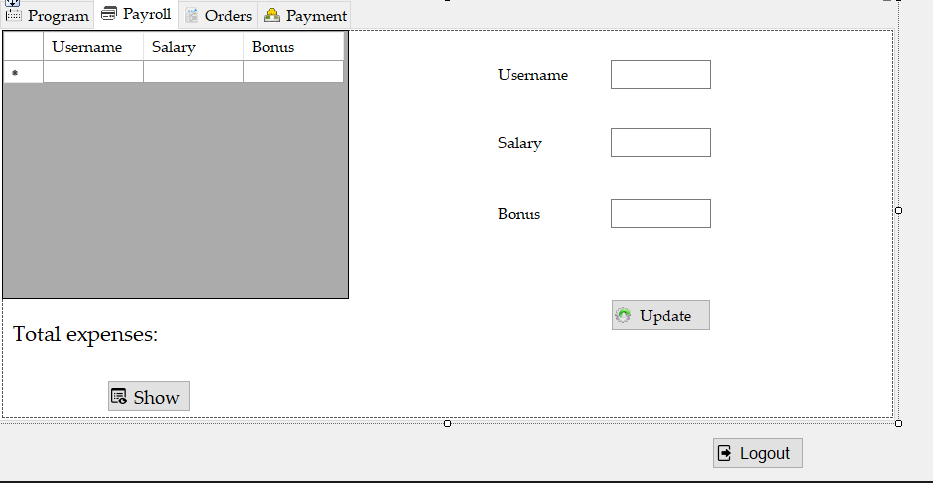 Program Payroll Orders Payment
Username Salary Bonus
Username
Salary
Bonus
Update
Total expenses:
Show
Logout